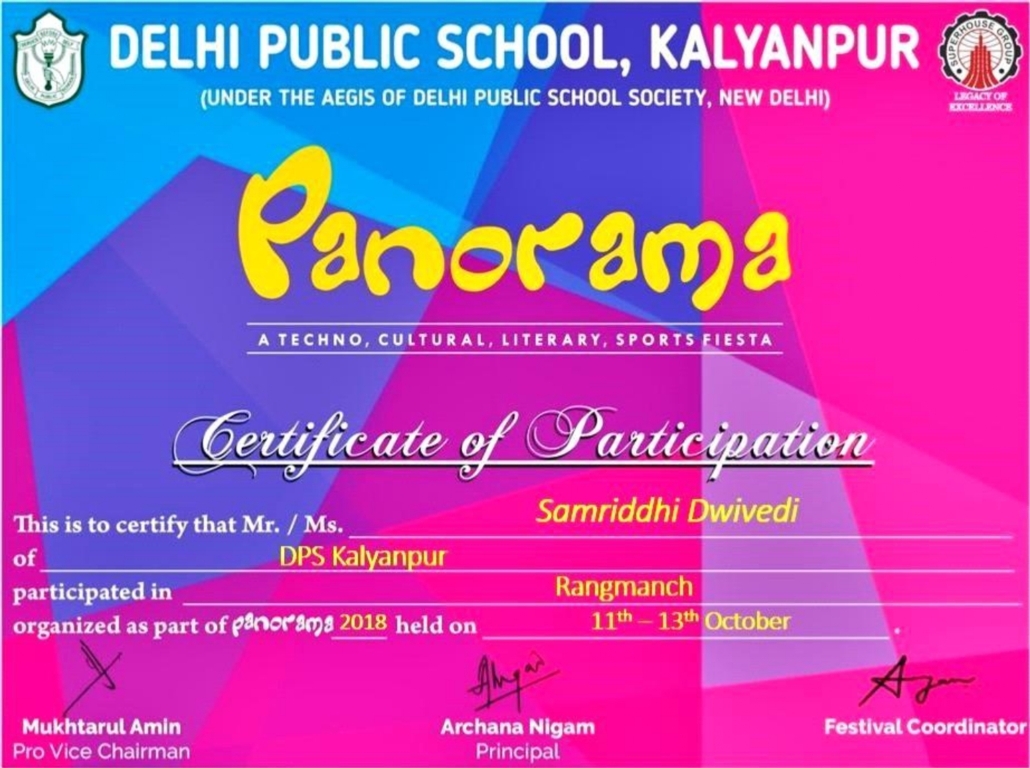 DELHI PUBLIC SCHOOL, KALYANPUR
(UNDER THE AEGIS OF DELHI PUBLIC SCHOOL SOCIETY, NEW DELHI)
SUPERHOUSE GROUP
LEGACY OF
EXCELLENCE
Panorama
A TECHNO, CULTURAL, LITERARY, SPORTS FIESTA
Certificate of Participation
This is to certify that Mr. / Ms. Samriddhi Dwivedi
of DPS Kalyanpur
participated in Rangmanch
organized as part of Panorama 2018 held on 11th – 13th October
Mukhtarul Amin Archana Nigam Festival Coordinator
Pro Vice Chairman Principal